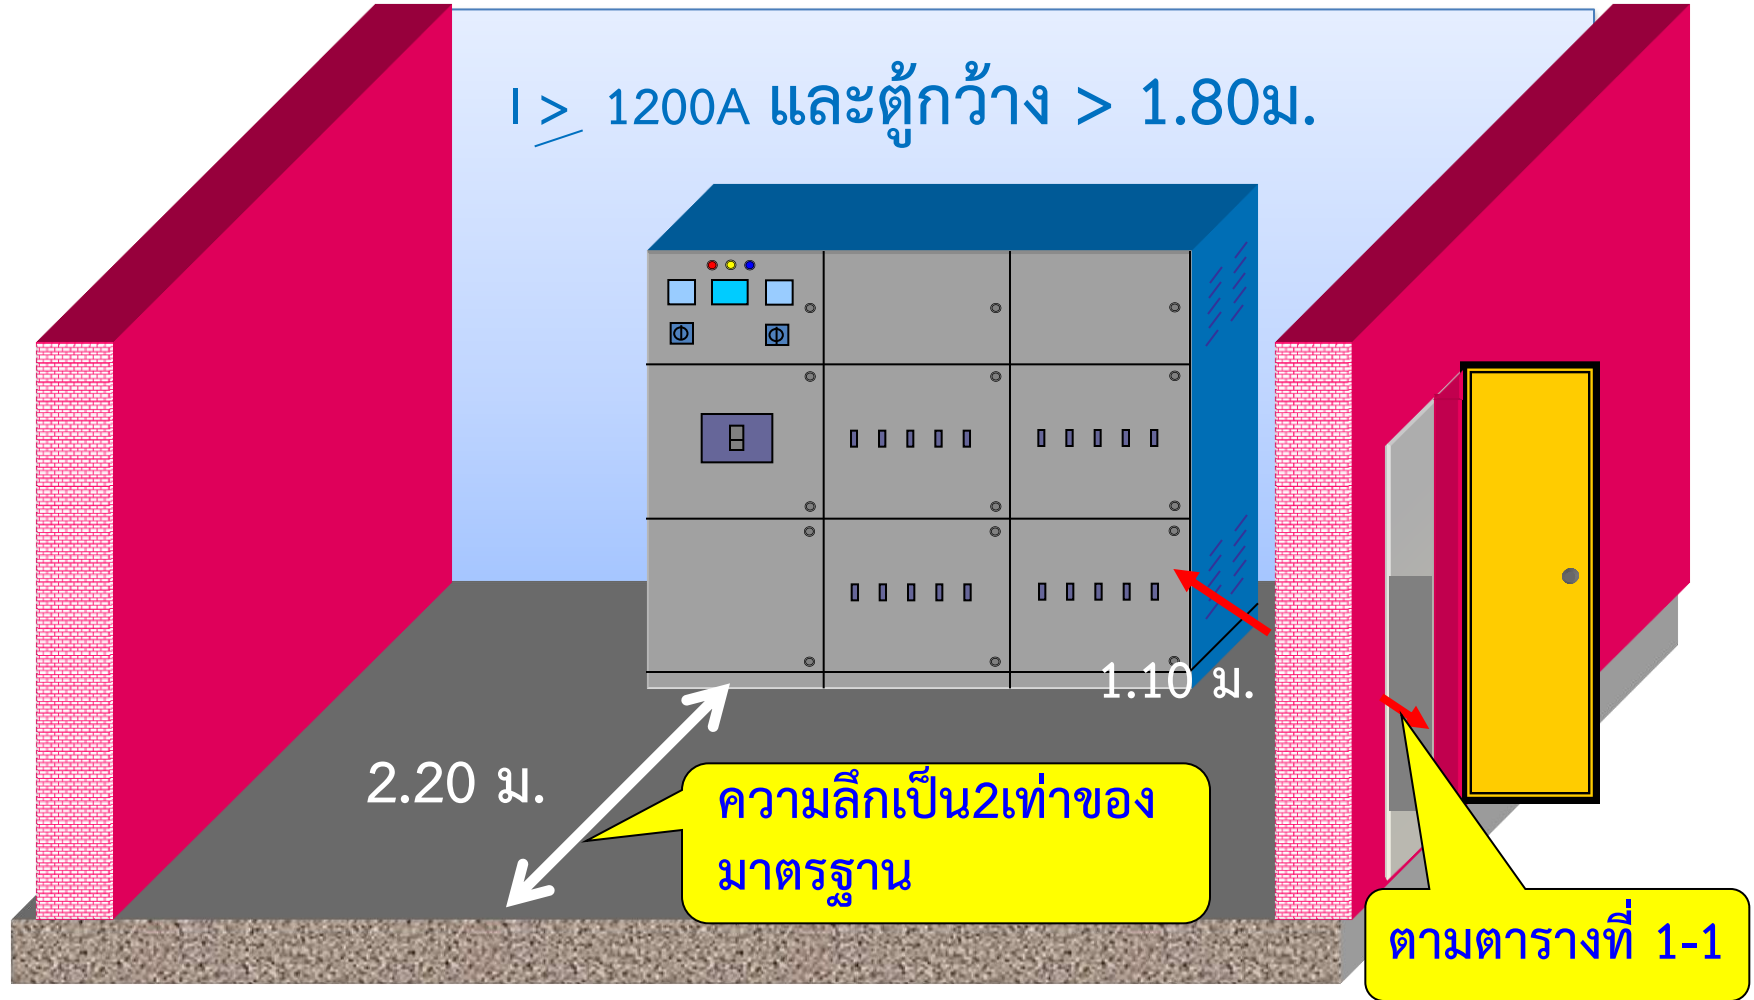 I > 1200A และตู้กว้าง > 1.80ม.
1.10 ม.
2.20 ม.
ความลึกเป็น2เท่าของ
มาตรฐาน
ตามตารางที่ 1-1